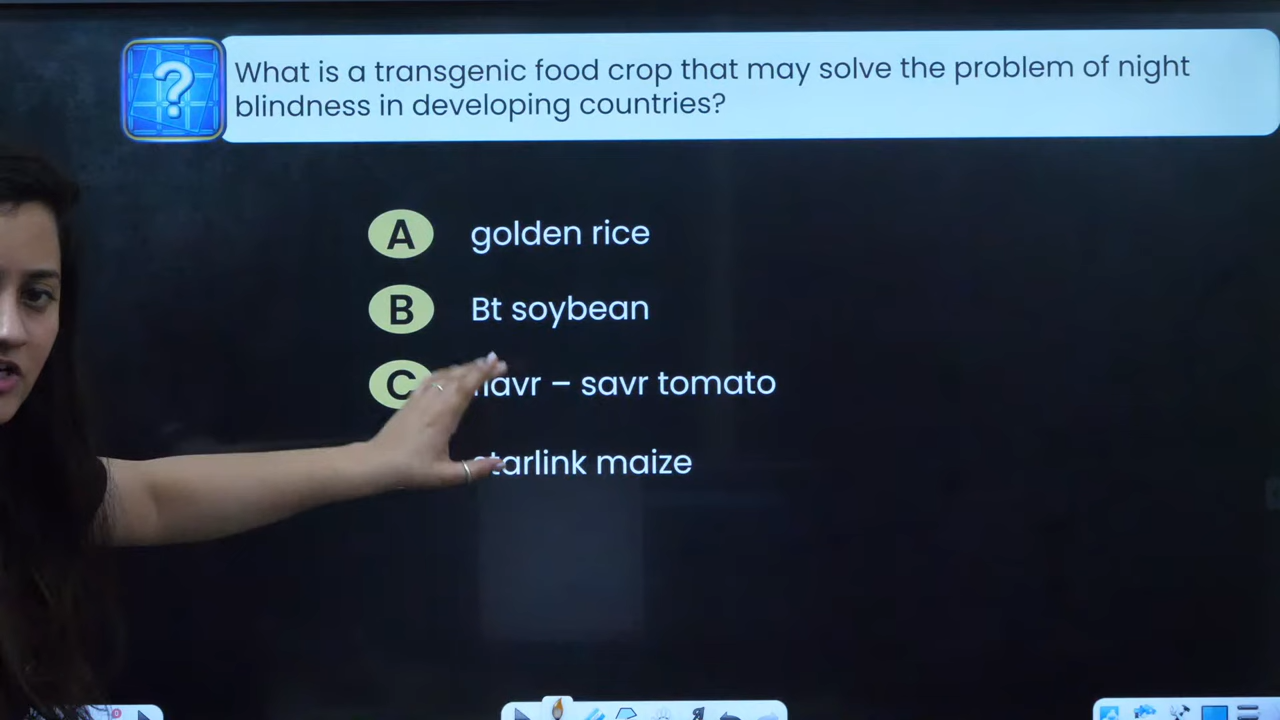 What is a transgenic food crop that may solve the problem of night
blindness in developing countries?
A golden rice
B Bt soybean
C – savr tomato
maize